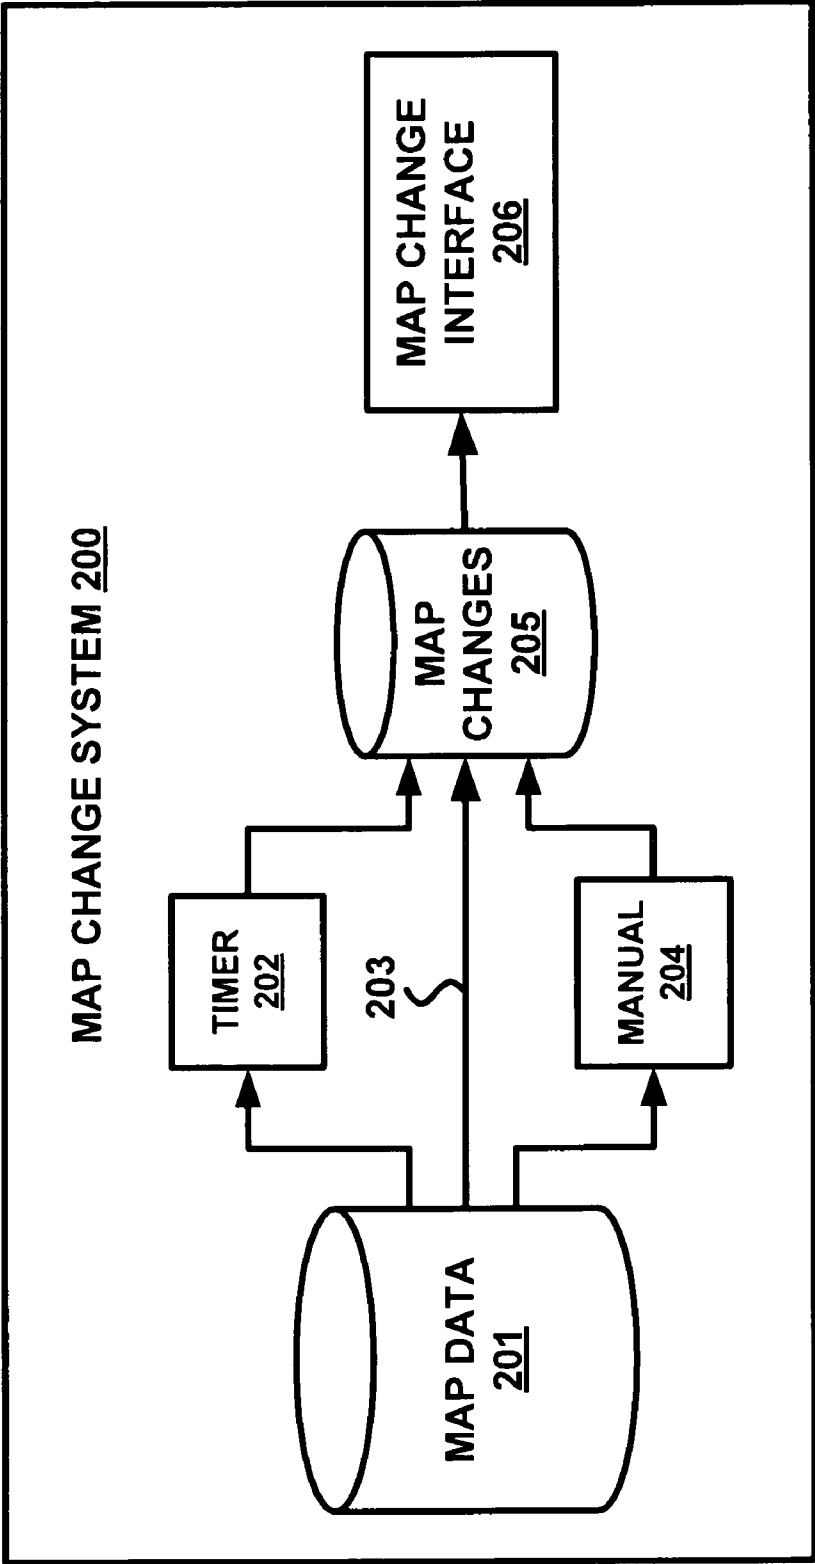 MAP CHANGE SYSTEM 200
MAP DATA
201
TIMER
202
203
MANUAL
204
MAP
CHANGES
205
MAP CHANGE
INTERFACE
206